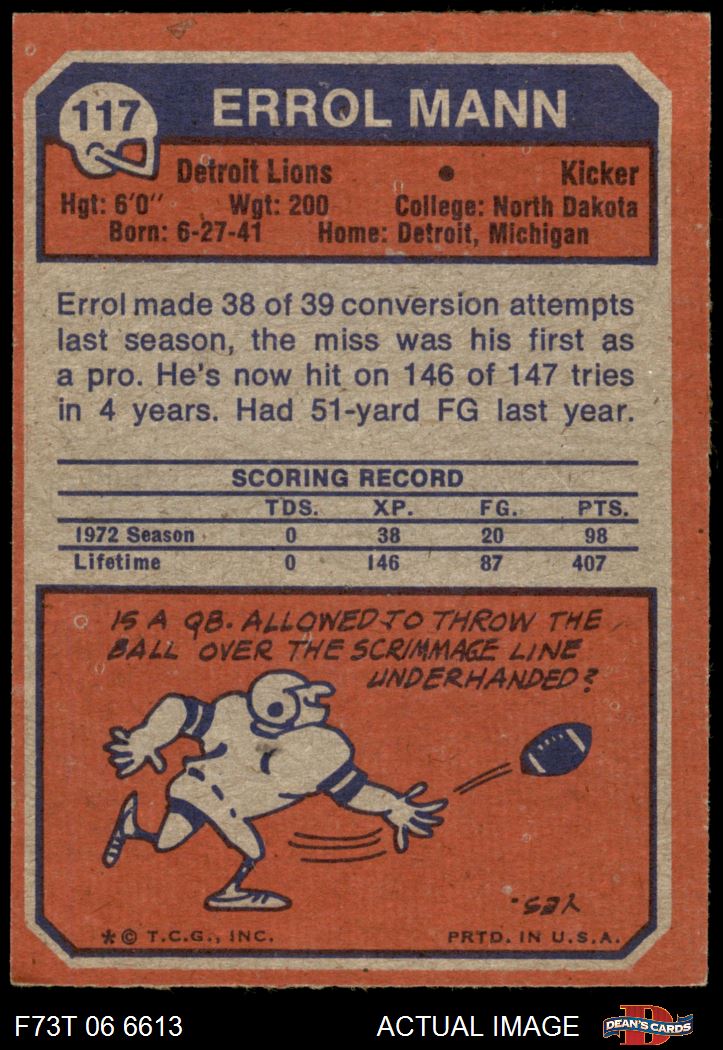 117
ERROL MANN
Detroit Lions • Kicker
Hgt: 6'0" Wgt: 200 College: North Dakota
Born: 6-27-41 Home: Detroit, Michigan
Errol made 38 of 39 conversion attempts
last season, the miss was his first as
a pro. He's now hit on 146 of 147 tries
in 4 years. Had 51-yard FG last year.
SCORING RECORD
TDS. XP. FG. PTS.
1972 Season 0 38 20 98
Lifetime 0 146 87 407
IS A QB. ALLOWED TO THROW THE
BALL OVER THE SCRIMMAGE LINE
UNDERHANDED?
YES.
* © T.C.G., INC. PRTD. IN U.S.A.
F73T 06 6613 ACTUAL IMAGE
D
DEAN'S CARDS